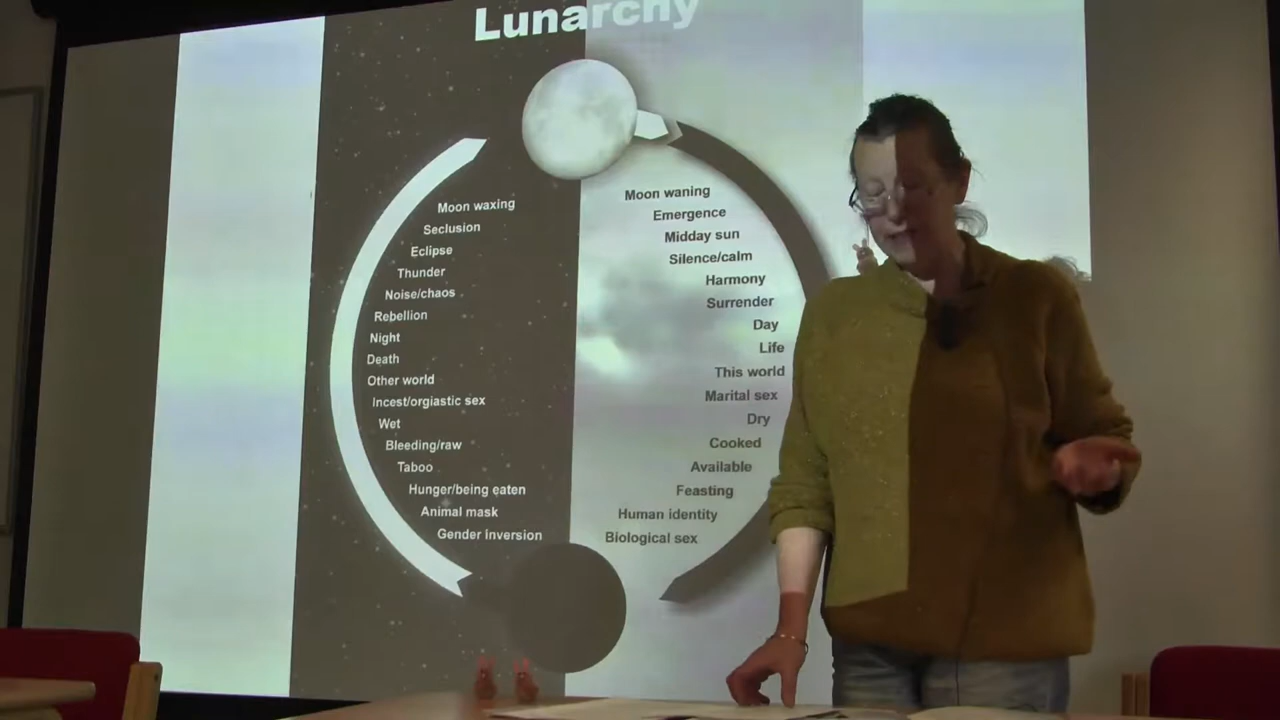 Lunarchy
Moon waxing
Seclusion
Eclipse
Thunder
Noise/chaos
Rebellion
Night
Death
Other world
Incest/orgiastic sex
Wet
Bleeding/raw
Taboo
Hunger/being eaten
Animal mask
Gender Inversion
Moon waning
Emergence
Midday sun
Silence/calm
Harmony
Surrender
Day
Life
This world
Marital sex
Dry
Cooked
Available
Feasting
Human identity
Biological sex